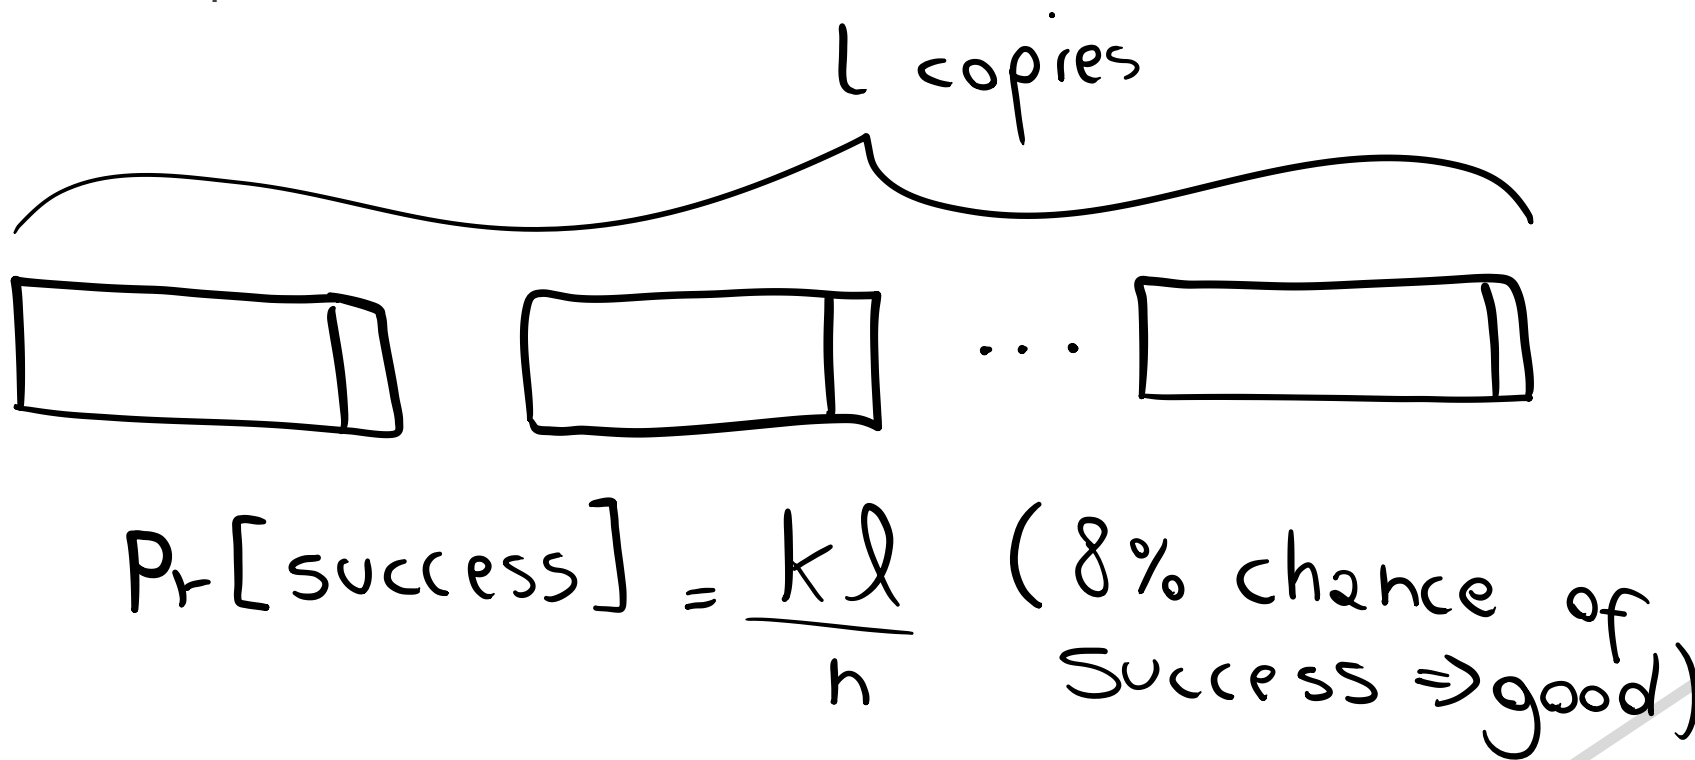 l copies
...
Pr[success] = kl/n (8% chance of
success => good)